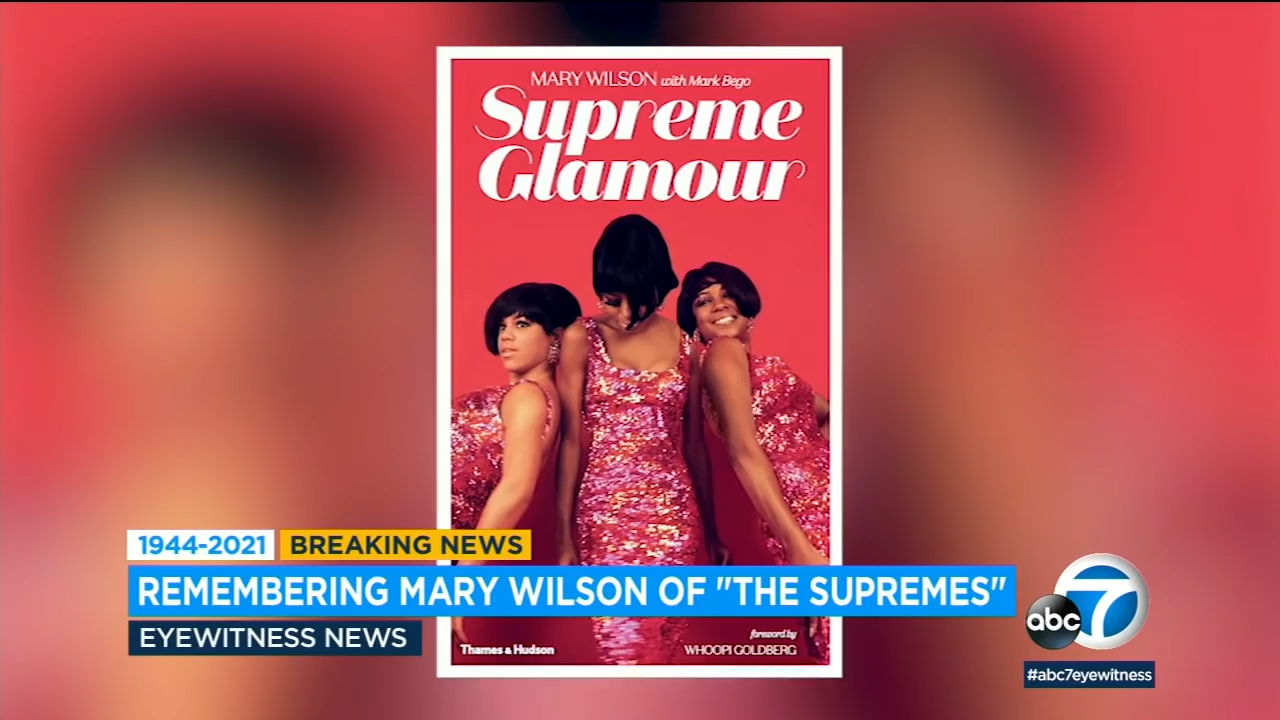 MARY WILSON with Mark Bego
Supreme
Glamour
1944-2021
BREAKING NEWS
REMEMBERING MARY WILSON OF "THE SUPREMES"
EYEWITNESS NEWS
Thames & Hudson
foreword by
WHOOPI GOLDBERG
abc 7
#abc7eyewitness